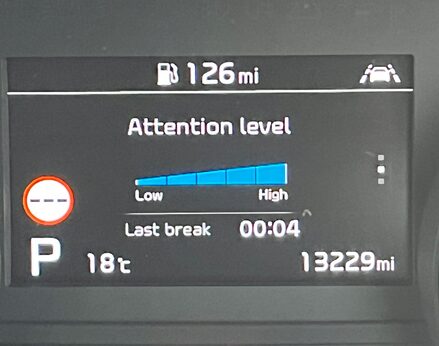 126mi
Attention level
Low High
Last break 00:04
---
P 18°C 13229mi